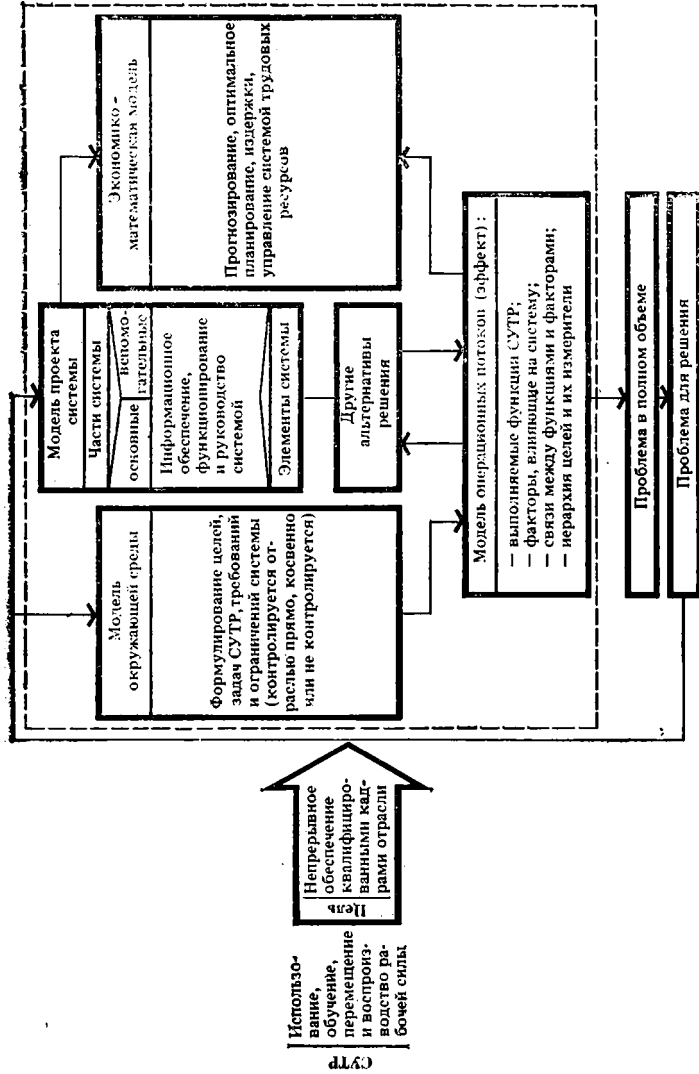 СУТР
Использо-
вание,
обучение,
перемещение
и воспроиз-
водство ра-
бочей силы
Цель
Непрерывное
обеспечение
квалифициро-
ванными кад-
рами отрасли
Модель
окружающей среды
Формулирование целей,
задач СУТР, требований
и ограничений системы
(контролируется от-
раслью прямо, косвенно
или не контролируется)
Модель проекта
системы
Части системы
основные
вспомо-
гательные
Информационное
обеспечение,
функционирование
и руководство
системой
Элементы системы
Другие
альтернативы
решения
Экономико-
математическая модель
Прогнозирование, оптимальное
планирование, издержки,
управление системой трудовых
ресурсов
Модель операционных потоков (эффект):
— выполняемые функции СУТР;
— факторы, влияющие на систему;
— связи между функциями и факторами;
— иерархия целей и их измерители
Проблема в полном объеме
Проблема для решения